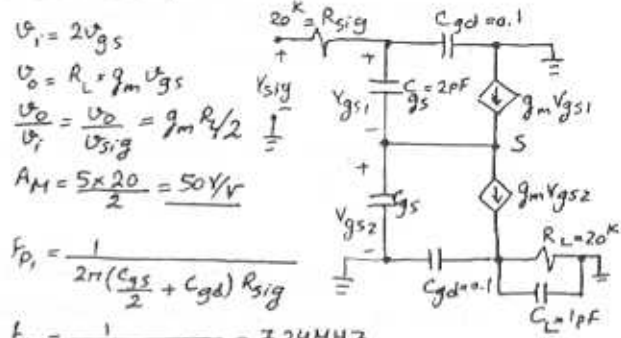 v_i = 2v_gs
v_o = R_L * g_m v_gs
v_o/v_i = v_o/v_sig = g_m R_L/2
A_M = 5 × 20 / 2 = 50 V/V
F_P1 = 1 / 2π(C_gs/2 + C_gd) R_sig
20^K = R_sig
C_gd = 0.1
+
+
V_sig
V_gs1
C_gs = 2pF
g_m V_gs1
-
-
S
+
C_gs
g_m V_gs2
V_gs2
-
R_L = 20^K
C_gd = 0.1
C_L = 1pF